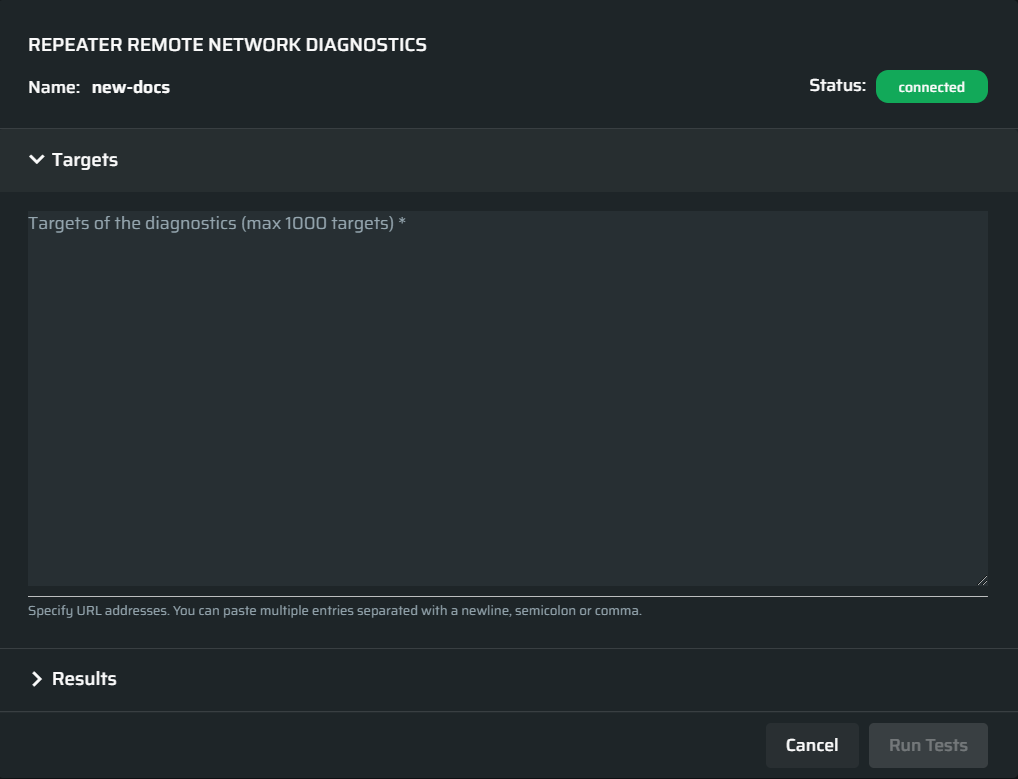 REPEATER REMOTE NETWORK DIAGNOSTICS
Name: new-docs
Status: connected
Targets
Targets of the diagnostics (max 1000 targets) *
Specify URL addresses. You can paste multiple entries separated with a newline, semicolon or comma.
Results
Cancel Run Tests